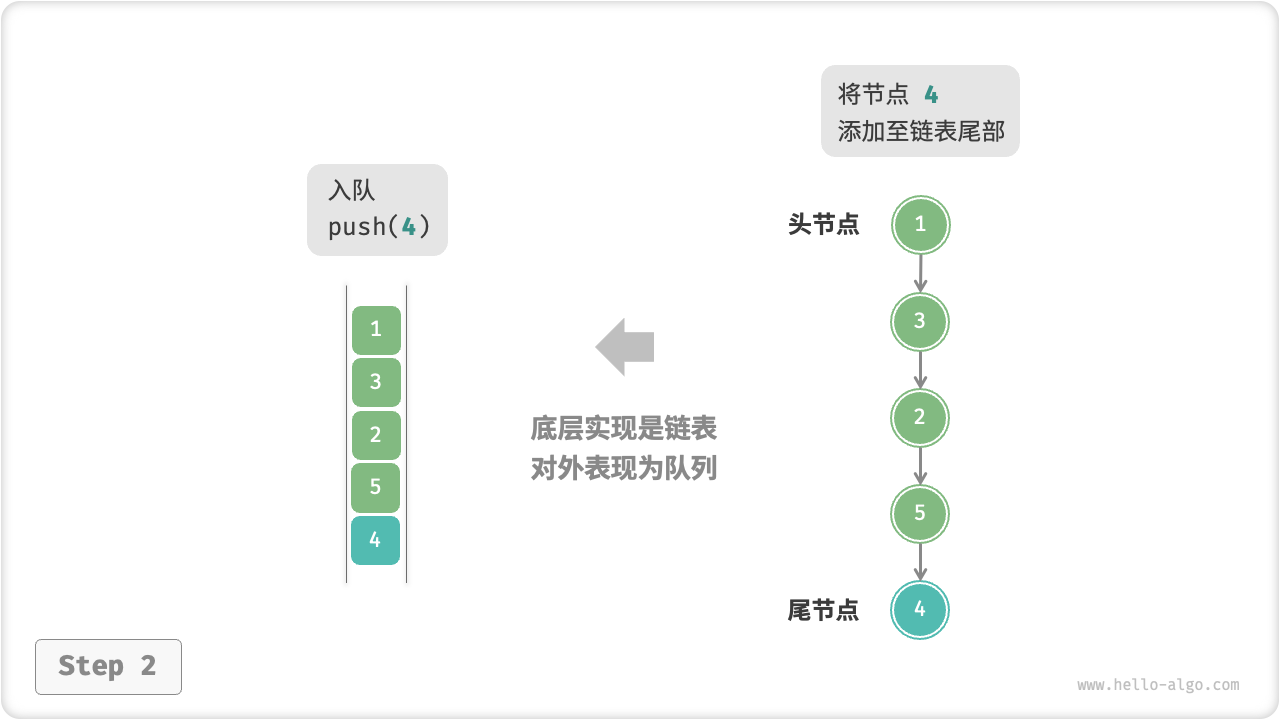 将节点 4
添加至链表尾部
入队
push(4)
头节点
1
3
2
5
4
尾节点
1
3
2
5
4
底层实现是链表
对外表现为队列
Step 2
www.hello-algo.com